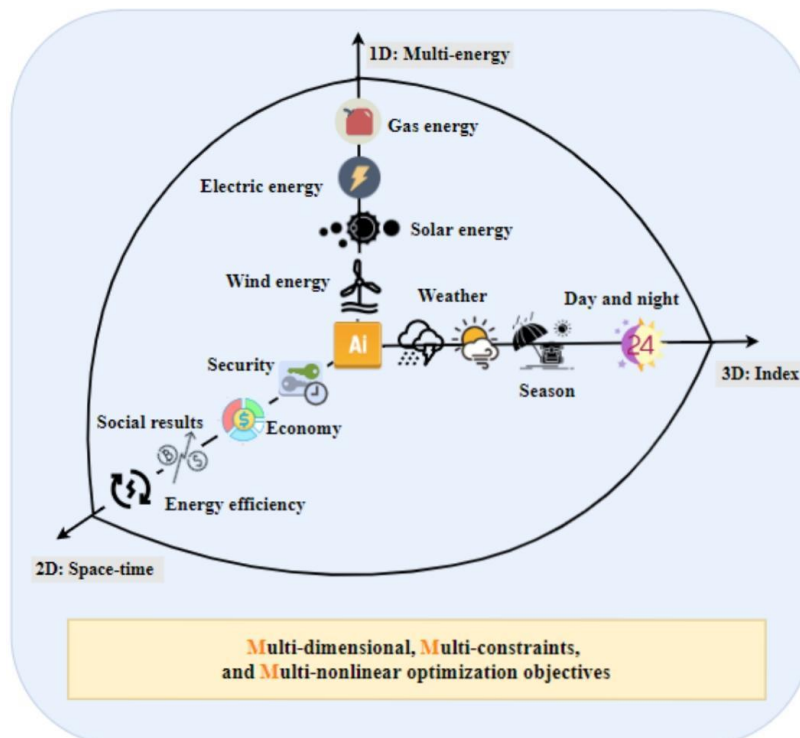 1D: Multi-energy
Gas energy
Electric energy
Solar energy
Wind energy
Weather
Day and night
Ai
24
Security
3D: Index
Season
Social results
Economy
B
S
$
Energy efficiency
2D: Space-time
Multi-dimensional, Multi-constraints,
and Multi-nonlinear optimization objectives